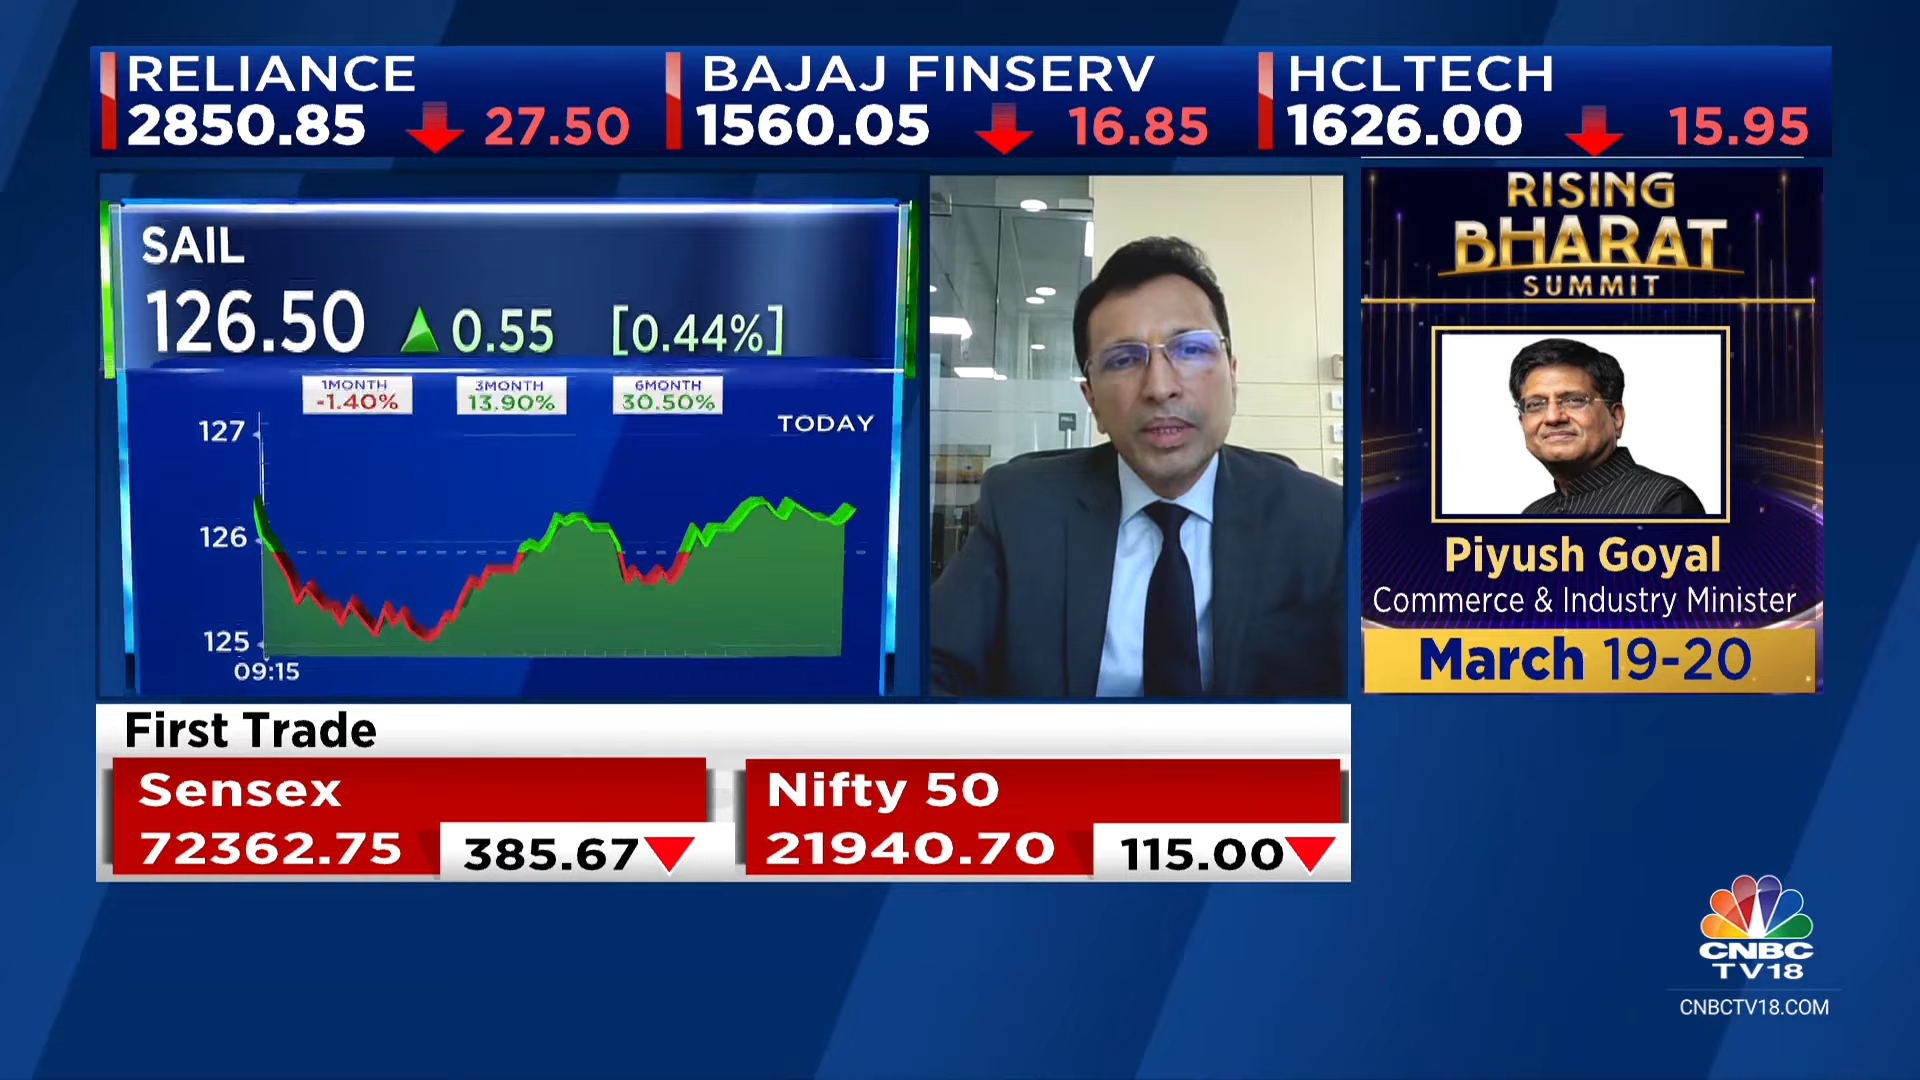 RELIANCE
2850.85 27.50
BAJAJ FINSERV
1560.05 16.85
HCLTECH
1626.00 15.95
SAIL
126.50 0.55 [0.44%]
1MONTH
-1.40%
3MONTH
13.90%
6MONTH
30.50%
TODAY
127
126
125
09:15
RISING
BHARAT
SUMMIT
Piyush Goyal
Commerce & Industry Minister
March 19-20
First Trade
Sensex
72362.75 385.67
Nifty 50
21940.70 115.00
CNBC
TV18
CNBCTV18.COM